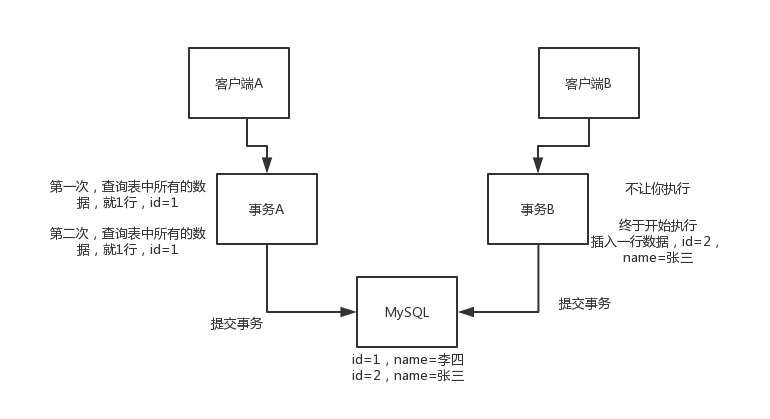 客户端A
客户端B
第一次，查询表中所有的数
据，就1行，id=1
第二次，查询表中所有的数
据，就1行，id=1
事务A
事务B
不让你执行
终于开始执行
插入一行数据，id=2，
name=张三
提交事务
MySQL
提交事务
id=1，name=李四
id=2，name=张三